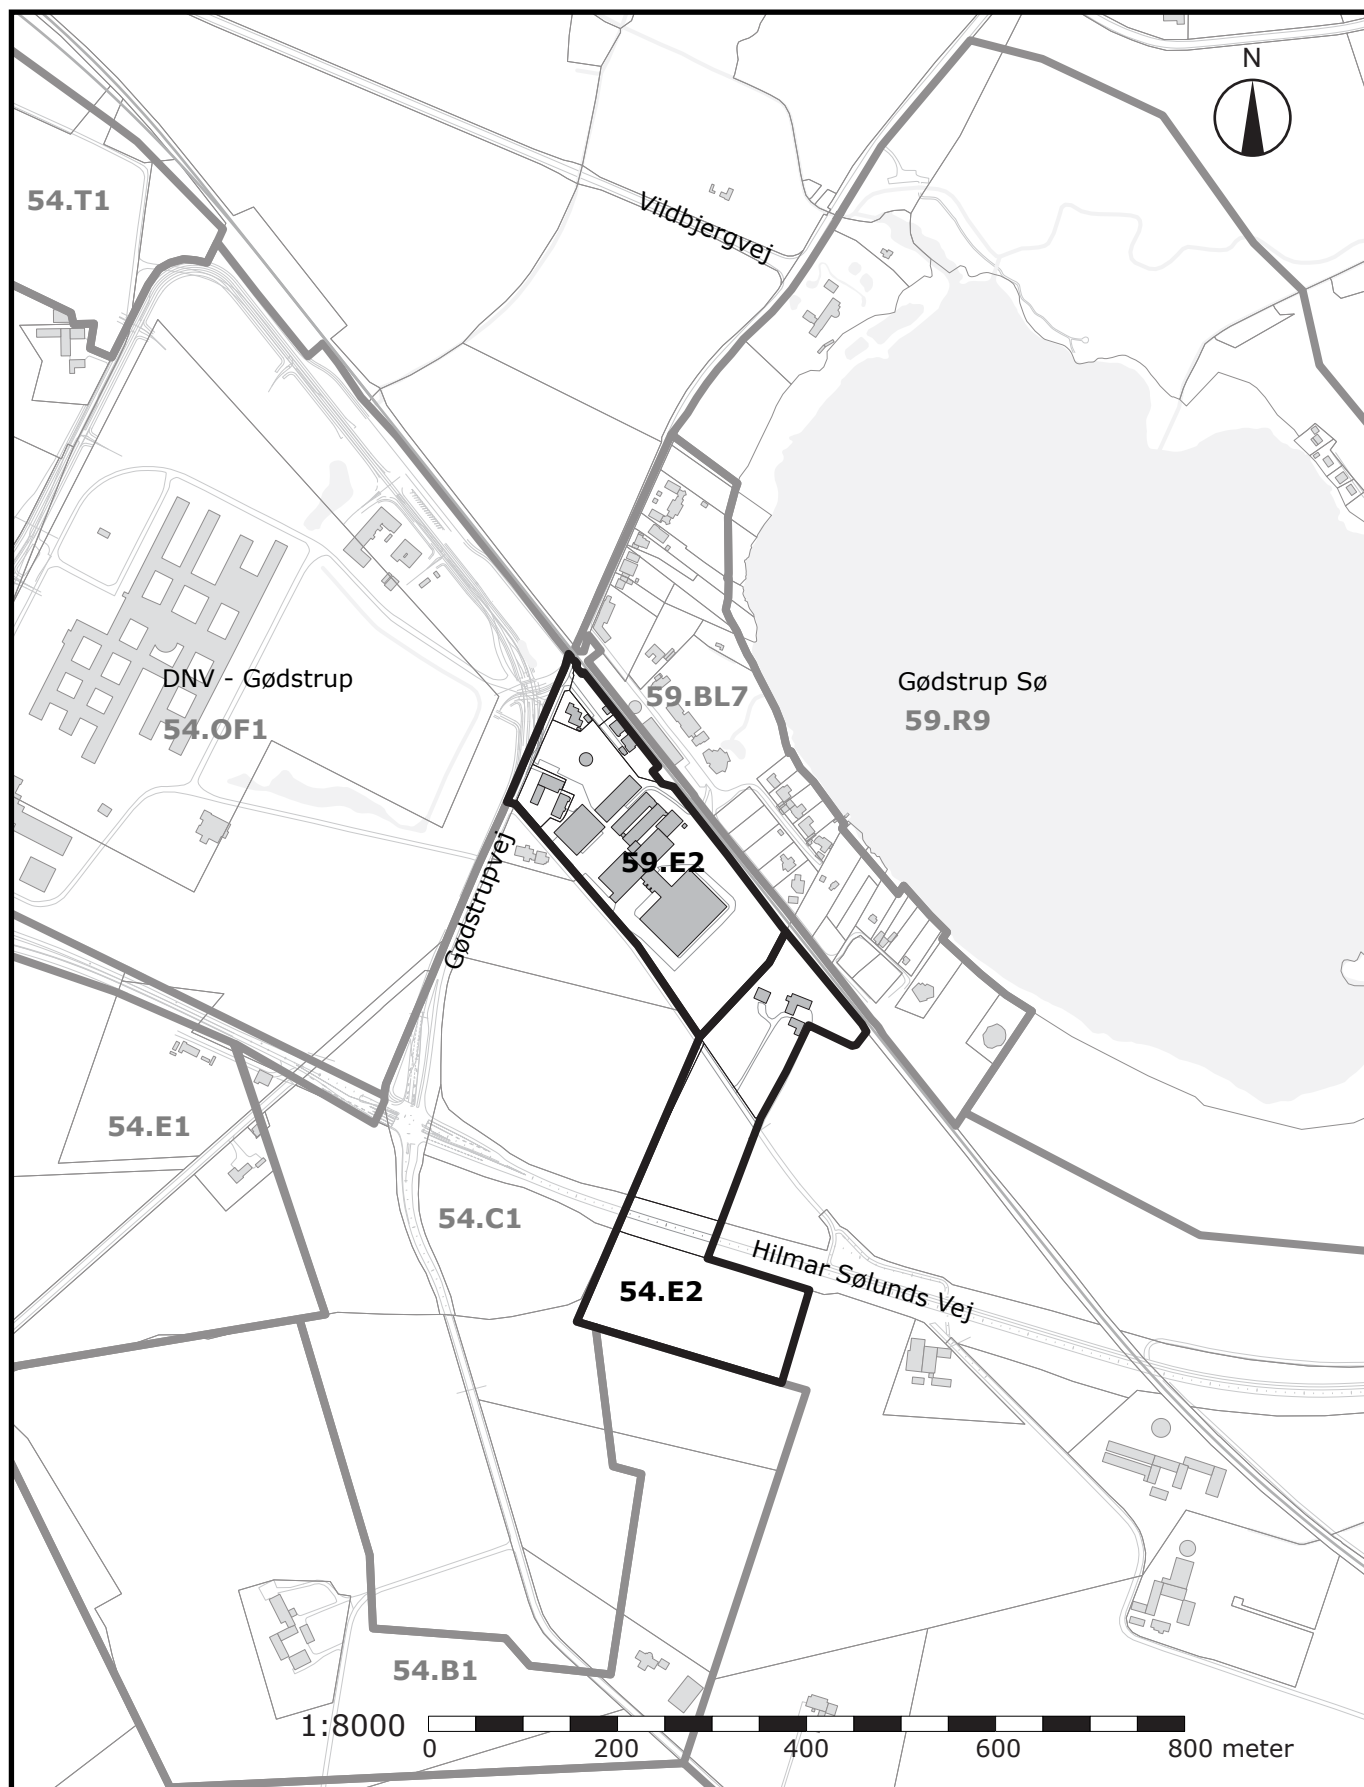 N
54.T1
Vildbjergvej
DNV - Gødstrup
54.OF1
59.BL7
Gødstrup Sø
59.R9
59.E2
Gødstrupvej
54.E1
54.C1
Hilmar Sølunds Vej
54.E2
54.B1
1:8000
0 200 400 600 800 meter